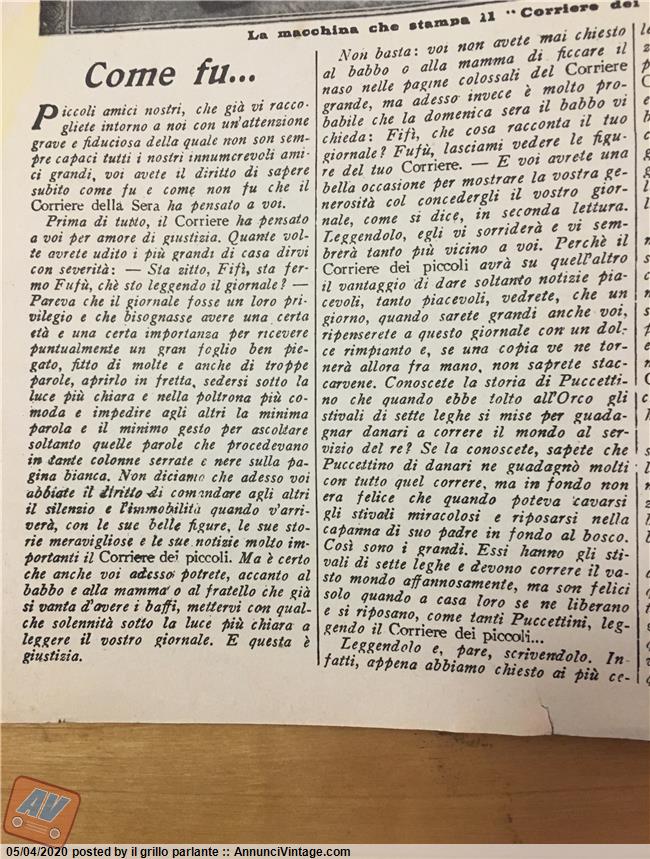 La macchina che stampa il "Corriere dei
Come fu...
Piccoli amici nostri, che già vi racco-
gliete intorno a noi con un'attenzione
grave e fiduciosa della quale non son sem-
pre capaci tutti i nostri innumerevoli ami-
ci grandi, voi avete il diritto di sapere
subito come fu e come non fu che il
Corriere della Sera ha pensato a voi.
Prima di tutto, il Corriere ha pensato
a voi per amore di giustizia. Quante vol-
te avrete udito i più grandi di casa dirvi
con severità: — Sta zitto, Fifì, sta fer-
mo Fufù, chè sto leggendo il giornale? —
Pareva che il giornale fosse un loro privi-
legio e che bisognasse avere una certa
età e una certa importanza per ricevere
puntualmente un gran foglio ben pie-
gato, fitto di molte e anche di troppe
parole, aprirlo in fretta, sedersi sotto la
luce più chiara e nella poltrona più co-
moda e impedire agli altri la minima
parola e il minimo gesto per ascoltare
soltanto quelle parole che procedevano
in tante colonne serrate e nere sulla pa-
gina bianca. Non diciamo che adesso voi
abbiate il diritto di comandare agli altri
il silenzio e l'immobilità quando v'arri-
verà, con le sue belle figure, le sue sto-
rie meravigliose e le sue notizie molto im-
portanti il Corriere dei piccoli. Ma è certo
che anche voi adesso potrete, accanto al
babbo e alla mamma o al fratello che già
si vanta d'avere i baffi, mettervi con qual-
che solennità sotto la luce più chiara a
leggere il vostro giornale. E questa è
giustizia.
Non basta: voi non avete mai chiesto
al babbo o alla mamma di ficcare il
naso nelle pagine colossali del Corriere
grande, ma adesso invece è molto pro-
babile che la domenica sera il babbo vi
chieda: Fifì, che cosa racconta il tuo
giornale? Fufù, lasciami vedere le figu-
re del tuo Corriere. — E voi avrete una
bella occasione per mostrare la vostra ge-
nerosità col concedergli il vostro gior-
nale, come si dice, in seconda lettura.
Leggendolo, egli vi sorriderà e vi sem-
brerà tanto più vicino a voi. Perchè il
Corriere dei piccoli avrà su quell'altro
il vantaggio di dare soltanto notizie pia-
cevoli, tanto piacevoli, vedrete, che un
giorno, quando sarete grandi anche voi,
ripenserete a questo giornale con un dol-
ce rimpianto e, se una copia ve ne tor-
nerà allora fra mano, non saprete stac-
carvene. Conoscete la storia di Puccetti-
no che quando ebbe tolto all'Orco gli
stivali di sette leghe si mise per guada-
gnar danari a correre il mondo al ser-
vizio del re? Se la conoscete, sapete che
Puccettino di danari ne guadagnò molti
con tutto quel correre, ma in fondo non
era felice che quando poteva cavarsi
gli stivali miracolosi e riposarsi nella
capanna di suo padre in fondo al bosco.
Così sono i grandi. Essi hanno gli sti-
vali di sette leghe e devono correre il va-
sto mondo affannosamente, ma son felici
solo quando a casa loro se ne liberano
e si riposano, come tanti Puccettini, leg-
gendo il Corriere dei piccoli...
Leggendolo e, pare, scrivendolo. In-
fatti, appena abbiamo chiesto ai più ce-
AV
05/04/2020 posted by il grillo parlante :: AnnunciVintage.com